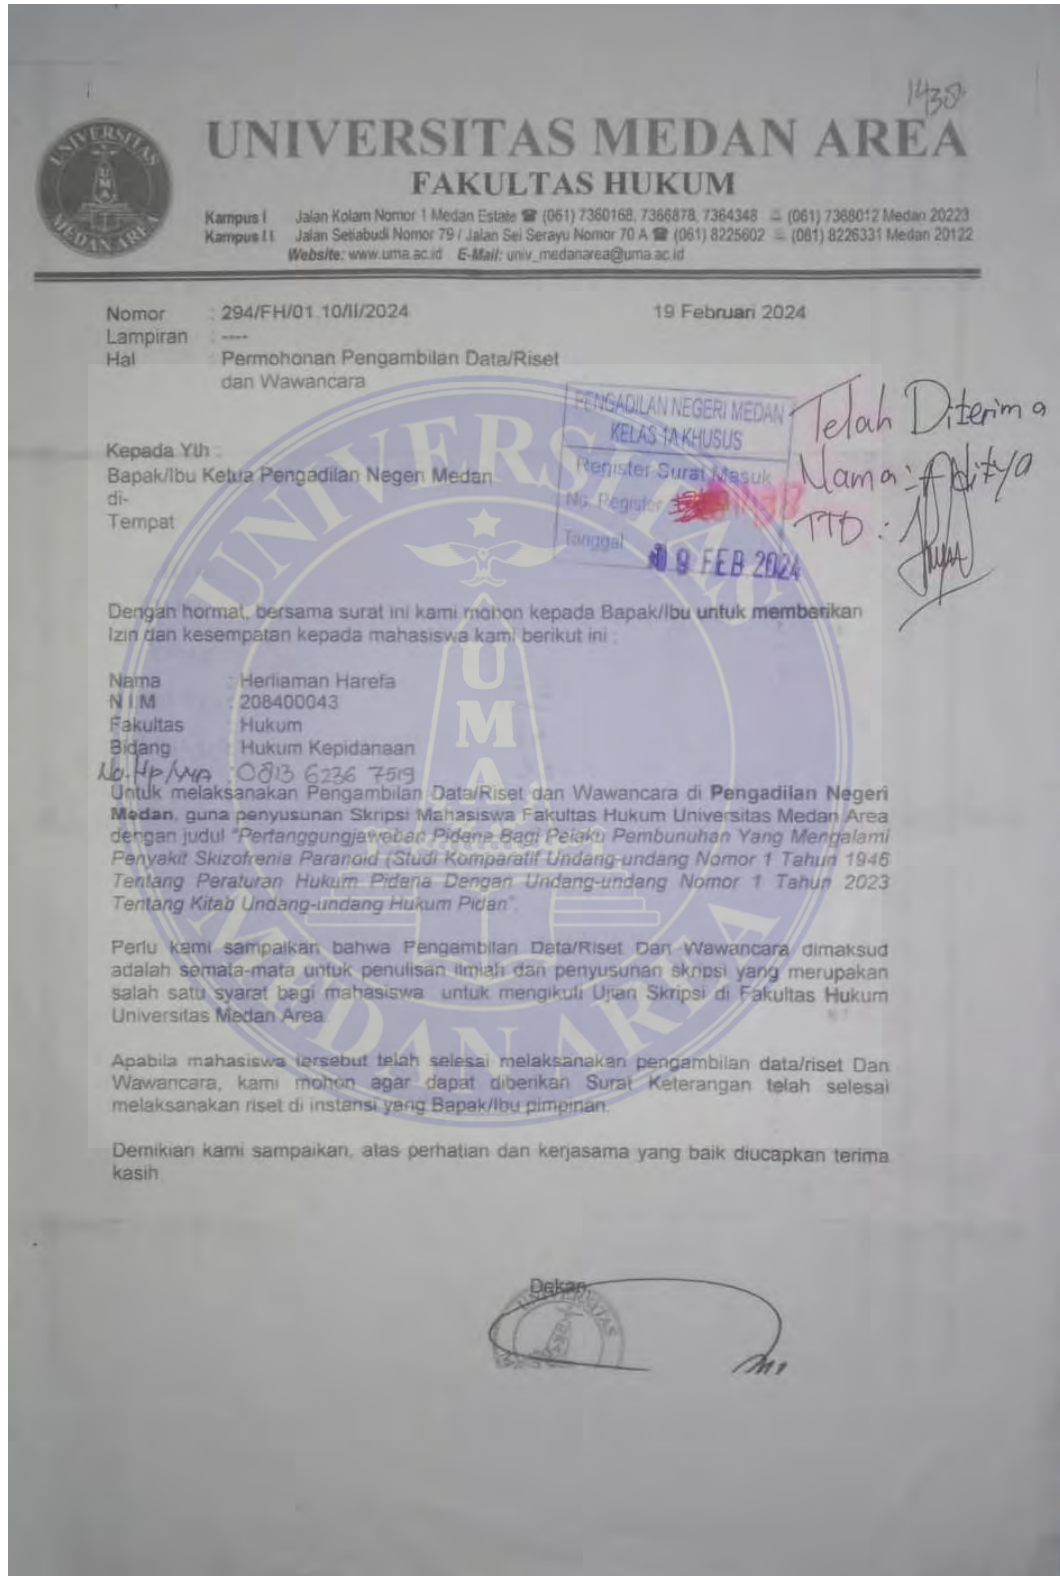 1438
UNIVERSITAS MEDAN AREA
FAKULTAS HUKUM
Kampus I Jalan Kolam Nomor 1 Medan Estate ☎ (061) 7360168, 7366878, 7364348 (061) 7368012 Medan 20223
Kampus II Jalan Setiabudi Nomor 79 / Jalan Sei Serayu Nomor 70 A ☎ (061) 8225602 (061) 8226331 Medan 20122
Website: www.uma.ac.id E-Mail: univ_medanarea@uma.ac.id
UNIVERSITAS MEDAN AREA
UMA
Nomor : 294/FH/01.10/II/2024 19 Februari 2024
Lampiran : ----
Hal : Permohonan Pengambilan Data/Riset
dan Wawancara
PENGADILAN NEGERI MEDAN
KELAS 1A KHUSUS
Register Surat Masuk
No. Register
Tanggal
19 FEB 2024
Telah Diterima
Nama : Aditya
TTD :
Kepada Yth :
Bapak/Ibu Ketua Pengadilan Negeri Medan
di-
Tempat
Dengan hormat, bersama surat ini kami mohon kepada Bapak/Ibu untuk memberikan
Izin dan kesempatan kepada mahasiswa kami berikut ini :
Nama : Herliaman Harefa
N I M : 208400043
Fakultas : Hukum
Bidang : Hukum Kepidanaan
No.Hp/WA : 0813 6236 7519
Untuk melaksanakan Pengambilan Data/Riset dan Wawancara di Pengadilan Negeri
Medan, guna penyusunan Skripsi Mahasiswa Fakultas Hukum Universitas Medan Area
dengan judul "Pertanggungjawaban Pidana Bagi Pelaku Pembunuhan Yang Mengalami
Penyakit Skizofrenia Paranoid (Studi Komparatif Undang-undang Nomor 1 Tahun 1946
Tentang Peraturan Hukum Pidana Dengan Undang-undang Nomor 1 Tahun 2023
Tentang Kitab Undang-undang Hukum Pidan".
Perlu kami sampaikan bahwa Pengambilan Data/Riset Dan Wawancara dimaksud
adalah semata-mata untuk penulisan ilmiah dan penyusunan skripsi yang merupakan
salah satu syarat bagi mahasiswa untuk mengikuti Ujian Skripsi di Fakultas Hukum
Universitas Medan Area.
Apabila mahasiswa tersebut telah selesai melaksanakan pengambilan data/riset Dan
Wawancara, kami mohon agar dapat diberikan Surat Keterangan telah selesai
melaksanakan riset di instansi yang Bapak/Ibu pimpinan.
Demikian kami sampaikan, atas perhatian dan kerjasama yang baik diucapkan terima
kasih
Dekan,
UNIVERSITAS
UNIVERSITAS MEDAN AREA
UMA